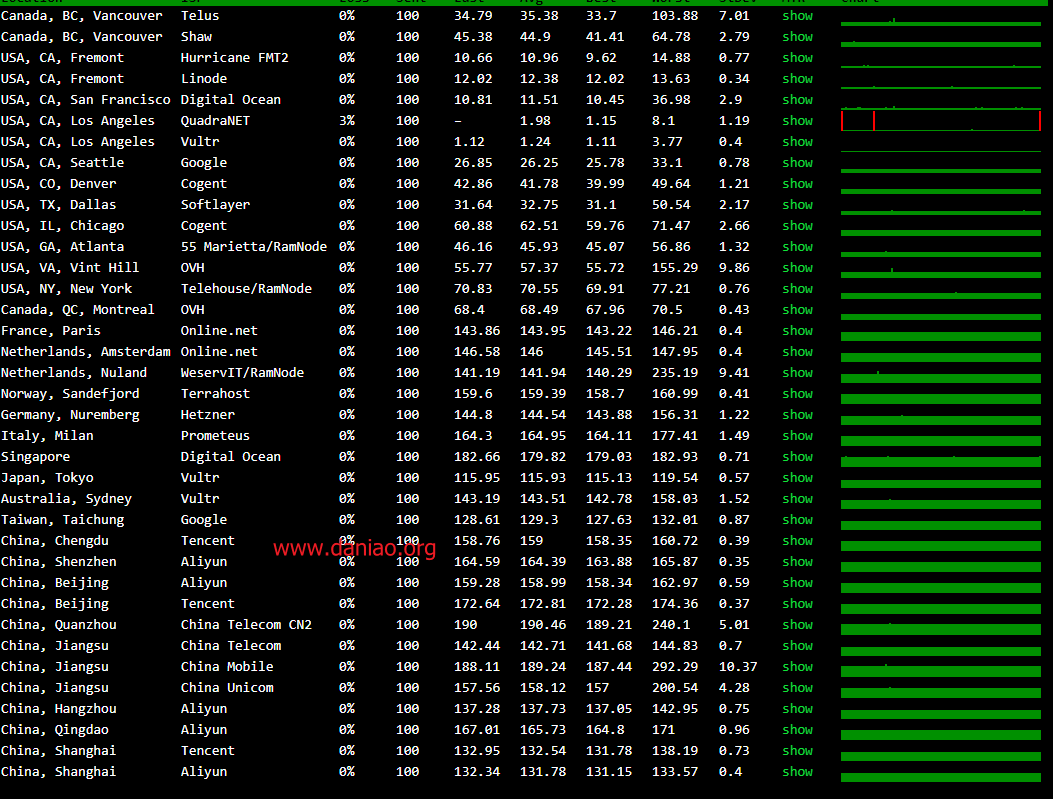 Location ISP Loss Sent Last Avg Best Worst StDev MTR Chart
Canada, BC, Vancouver Telus 0% 100 34.79 35.38 33.7 103.88 7.01 show
Canada, BC, Vancouver Shaw 0% 100 45.38 44.9 41.41 64.78 2.79 show
USA, CA, Fremont Hurricane FMT2 0% 100 10.66 10.96 9.62 14.88 0.77 show
USA, CA, Fremont Linode 0% 100 12.02 12.38 12.02 13.63 0.34 show
USA, CA, San Francisco Digital Ocean 0% 100 10.81 11.51 10.45 36.98 2.9 show
USA, CA, Los Angeles QuadraNET 3% 100 – 1.98 1.15 8.1 1.19 show
USA, CA, Los Angeles Vultr 0% 100 1.12 1.24 1.11 3.77 0.4 show
USA, CA, Seattle Google 0% 100 26.85 26.25 25.78 33.1 0.78 show
USA, CO, Denver Cogent 0% 100 42.86 41.78 39.99 49.64 1.21 show
USA, TX, Dallas Softlayer 0% 100 31.64 32.75 31.1 50.54 2.17 show
USA, IL, Chicago Cogent 0% 100 60.88 62.51 59.76 71.47 2.66 show
USA, GA, Atlanta 55 Marietta/RamNode 0% 100 46.16 45.93 45.07 56.86 1.32 show
USA, VA, Vint Hill OVH 0% 100 55.77 57.37 55.72 155.29 9.86 show
USA, NY, New York Telehouse/RamNode 0% 100 70.83 70.55 69.91 77.21 0.76 show
Canada, QC, Montreal OVH 0% 100 68.4 68.49 67.96 70.5 0.43 show
France, Paris Online.net 0% 100 143.86 143.95 143.22 146.21 0.4 show
Netherlands, Amsterdam Online.net 0% 100 146.58 146 145.51 147.95 0.4 show
Netherlands, Nuland WeservIT/RamNode 0% 100 141.19 141.94 140.29 235.19 9.41 show
Norway, Sandefjord Terrahost 0% 100 159.6 159.39 158.7 160.99 0.41 show
Germany, Nuremberg Hetzner 0% 100 144.8 144.54 143.88 156.31 1.22 show
Italy, Milan Prometeus 0% 100 164.3 164.95 164.11 177.41 1.49 show
Singapore Digital Ocean 0% 100 182.66 179.82 179.03 182.93 0.71 show
Japan, Tokyo Vultr 0% 100 115.95 115.93 115.13 119.54 0.57 show
Australia, Sydney Vultr 0% 100 143.19 143.51 142.78 158.03 1.52 show
Taiwan, Taichung Google 0% 100 128.61 129.3 127.63 132.01 0.87 show
China, Chengdu Tencent 0% 100 158.76 159 158.35 160.72 0.39 show
www.daniao.org
China, Shenzhen Aliyun 0% 100 164.59 164.39 163.88 165.87 0.35 show
China, Beijing Aliyun 0% 100 159.28 158.99 158.34 162.97 0.59 show
China, Beijing Tencent 0% 100 172.64 172.81 172.28 174.36 0.37 show
China, Quanzhou China Telecom CN2 0% 100 190 190.46 189.21 240.1 5.01 show
China, Jiangsu China Telecom 0% 100 142.44 142.71 141.68 144.83 0.7 show
China, Jiangsu China Mobile 0% 100 188.11 189.24 187.44 292.29 10.37 show
China, Jiangsu China Unicom 0% 100 157.56 158.12 157 200.54 4.28 show
China, Hangzhou Aliyun 0% 100 137.28 137.73 137.05 142.95 0.75 show
China, Qingdao Aliyun 0% 100 167.01 165.73 164.8 171 0.96 show
China, Shanghai Tencent 0% 100 132.95 132.54 131.78 138.19 0.73 show
China, Shanghai Aliyun 0% 100 132.34 131.78 131.15 133.57 0.4 show